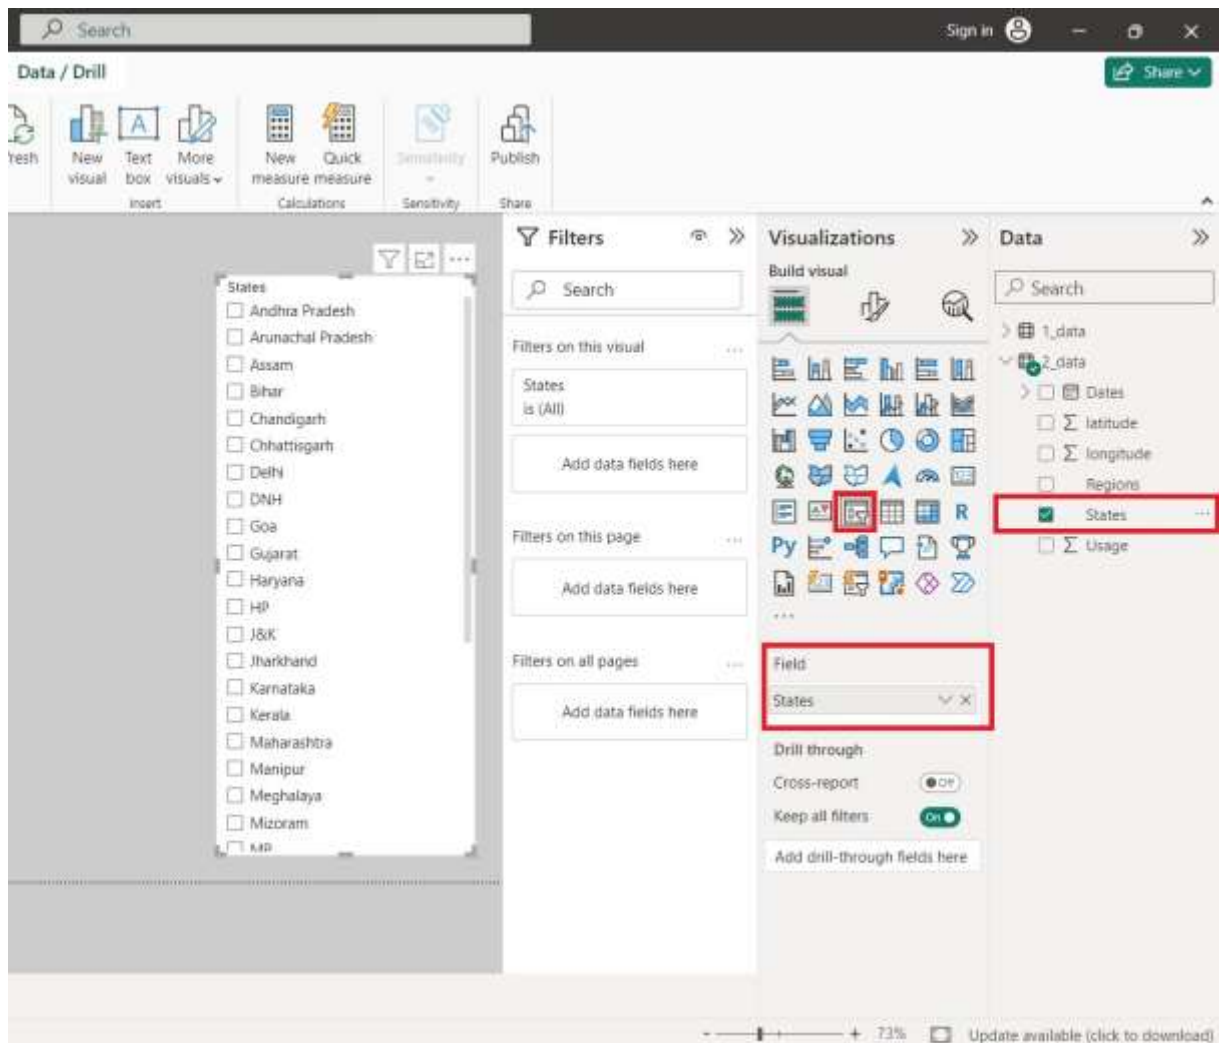 Search
Sign in
Data / Drill
Share
resh
New visual
Text box
More visuals
New measure
Quick measure
Sensitivity
Publish
Insert
Calculations
Sensitivity
Share
States
Andhra Pradesh
Arunachal Pradesh
Assam
Bihar
Chandigarh
Chhattisgarh
Delhi
DNH
Goa
Gujarat
Haryana
HP
J&K
Jharkhand
Karnataka
Kerala
Maharashtra
Manipur
Meghalaya
Mizoram
MP
Filters
Search
Filters on this visual
States
is (All)
Add data fields here
Filters on this page
Add data fields here
Filters on all pages
Add data fields here
Visualizations
Build visual
R
Py
Field
States
Drill through
Cross-report
Off
Keep all filters
On
Add drill-through fields here
Data
Search
1_data
2_data
Dates
latitude
longitude
Regions
States
Usage
73%
Update available (click to download)